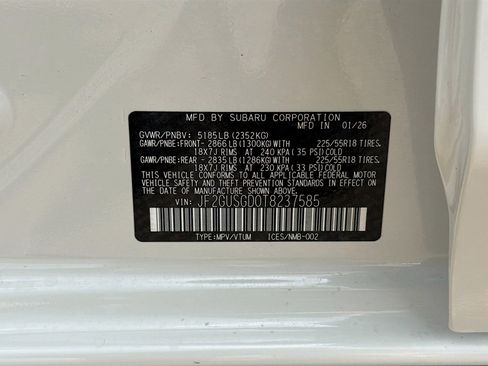 MFD BY SUBARU CORPORATION
MFD IN 01/26
GVWR/PNBV: 5185LB(2352KG)
GAWR/PNBE:FRONT- 2866LB(1300KG)WITH 225/55R18 TIRES,
18X7J RIMS AT 240 KPA (35 PSI)COLD
GAWR/PNBE:REAR - 2835LB(1286KG)WITH 225/55R18 TIRES,
18X7J RIMS AT 230 KPA (33 PSI)COLD
THIS VEHICLE CONFORMS TO ALL APPLICABLE FEDERAL MOTOR
VEHICLE SAFETY, BUMPER, AND THEFT PREVENTION STANDARDS
IN EFFECT ON THE DATE OF MANUFACTURE SHOWN ABOVE.
VIN: JF2GUSGD0T8237585
TYPE:MPV/VTUM ICES/NMB-002